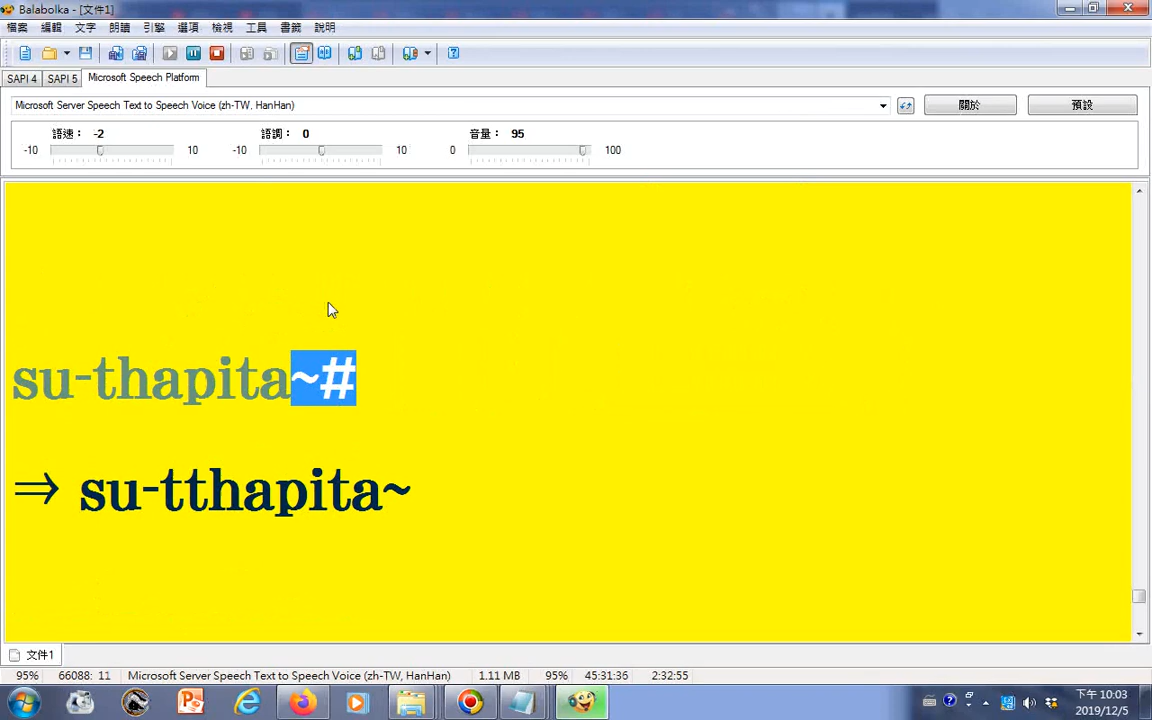 Balabolka - [文件1]
檔案 編輯 文字 朗讀 引擎 選項 檢視 工具 書籤 說明
SAPI 4 SAPI 5 Microsoft Speech Platform
Microsoft Server Speech Text to Speech Voice (zh-TW, HanHan) 關於 預設
語速： -2 語調： 0 音量： 95
-10 10 -10 10 0 100
su-thapita~#
⇒ su-tthapita~
文件1
95% 66088: 11 Microsoft Server Speech Text to Speech Voice (zh-TW, HanHan) 1.11 MB 95% 45:31:36 2:32:55
下午 10:03
2019/12/5